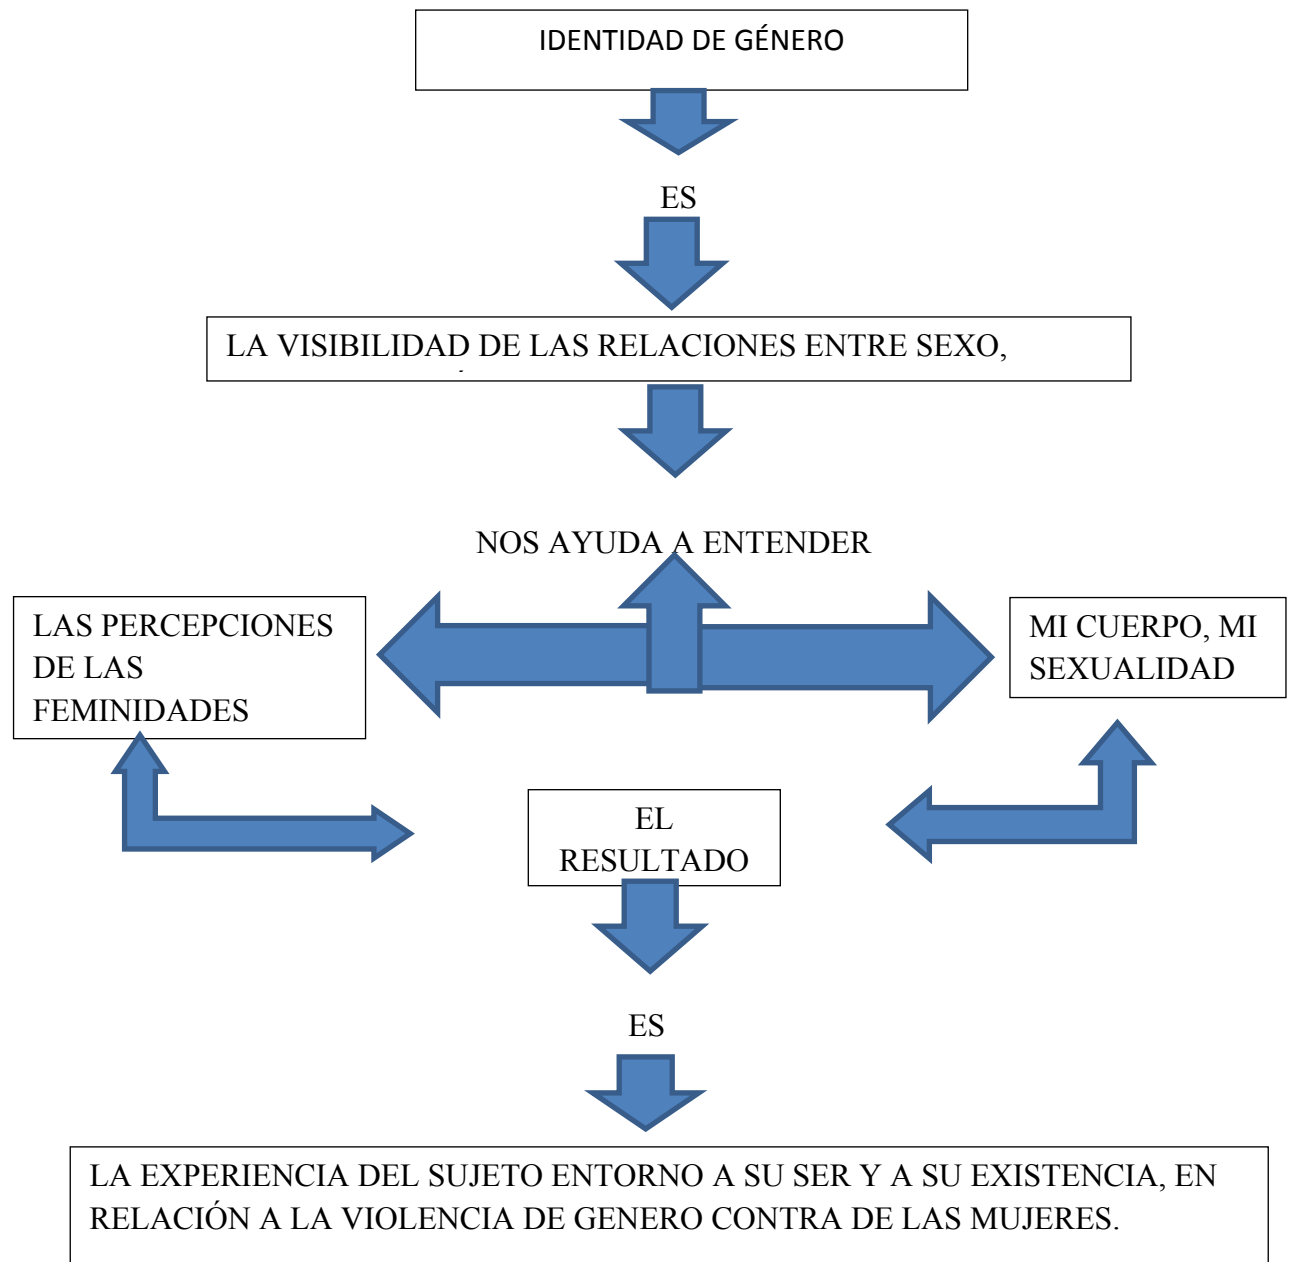 IDENTIDAD DE GÉNERO
ES
LA VISIBILIDAD DE LAS RELACIONES ENTRE SEXO,
NOS AYUDA A ENTENDER
LAS PERCEPCIONES
DE LAS
FEMINIDADES
MI CUERPO, MI
SEXUALIDAD
EL
RESULTADO
ES
LA EXPERIENCIA DEL SUJETO ENTORNO A SU SER Y A SU EXISTENCIA, EN
RELACIÓN A LA VIOLENCIA DE GENERO CONTRA DE LAS MUJERES.